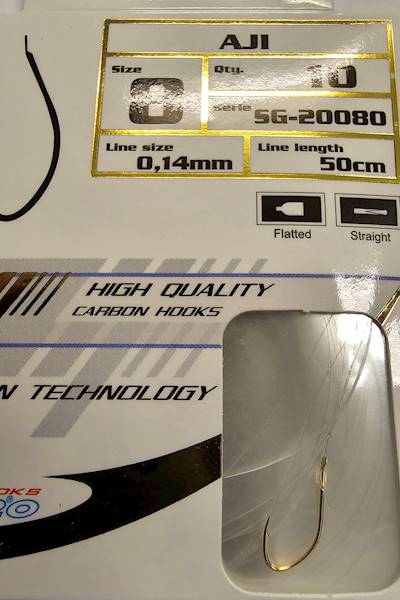 AJI
Size
Qty.
8
10
serie
SG-20080
Line size
Line length
0,14mm
50cm
Flatted
Straight
HIGH QUALITY
CARBON HOOKS
N TECHNOLOGY
OKS